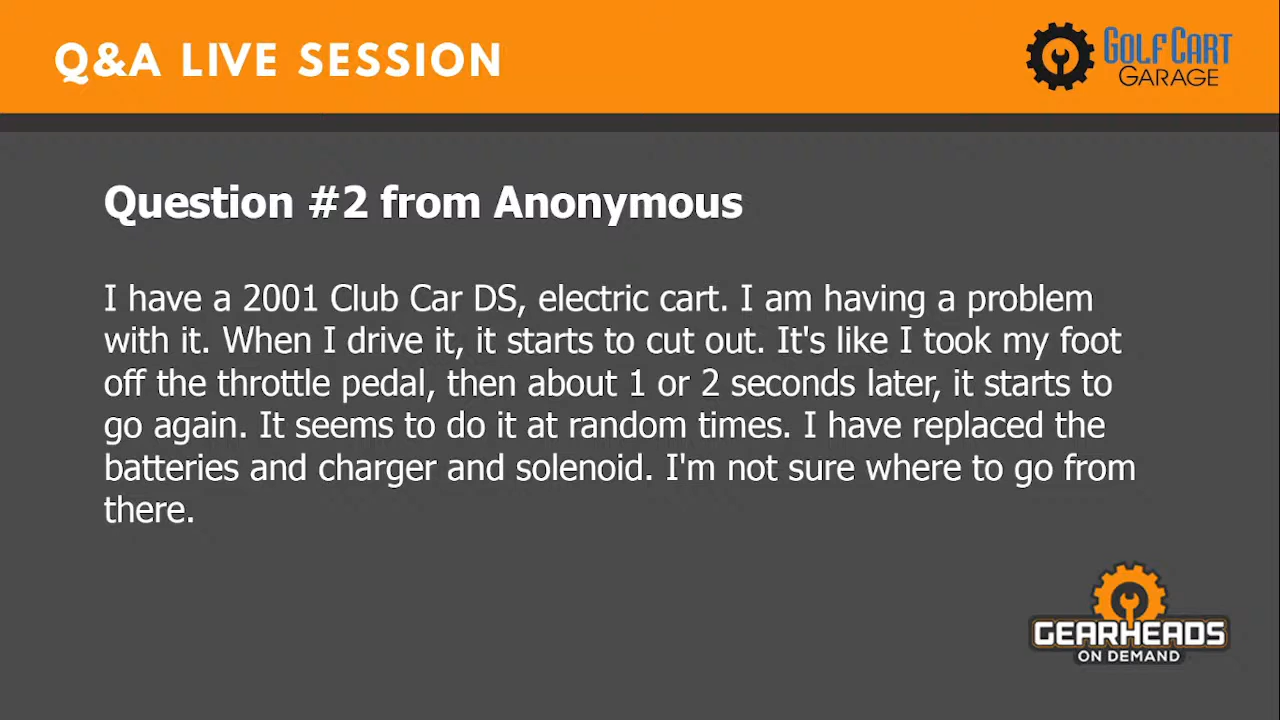 Q&A LIVE SESSION
GOLF CART
GARAGE
Question #2 from Anonymous
I have a 2001 Club Car DS, electric cart. I am having a problem
with it. When I drive it, it starts to cut out. It's like I took my foot
off the throttle pedal, then about 1 or 2 seconds later, it starts to
go again. It seems to do it at random times. I have replaced the
batteries and charger and solenoid. I'm not sure where to go from
there.
GEARHEADS
ON DEMAND